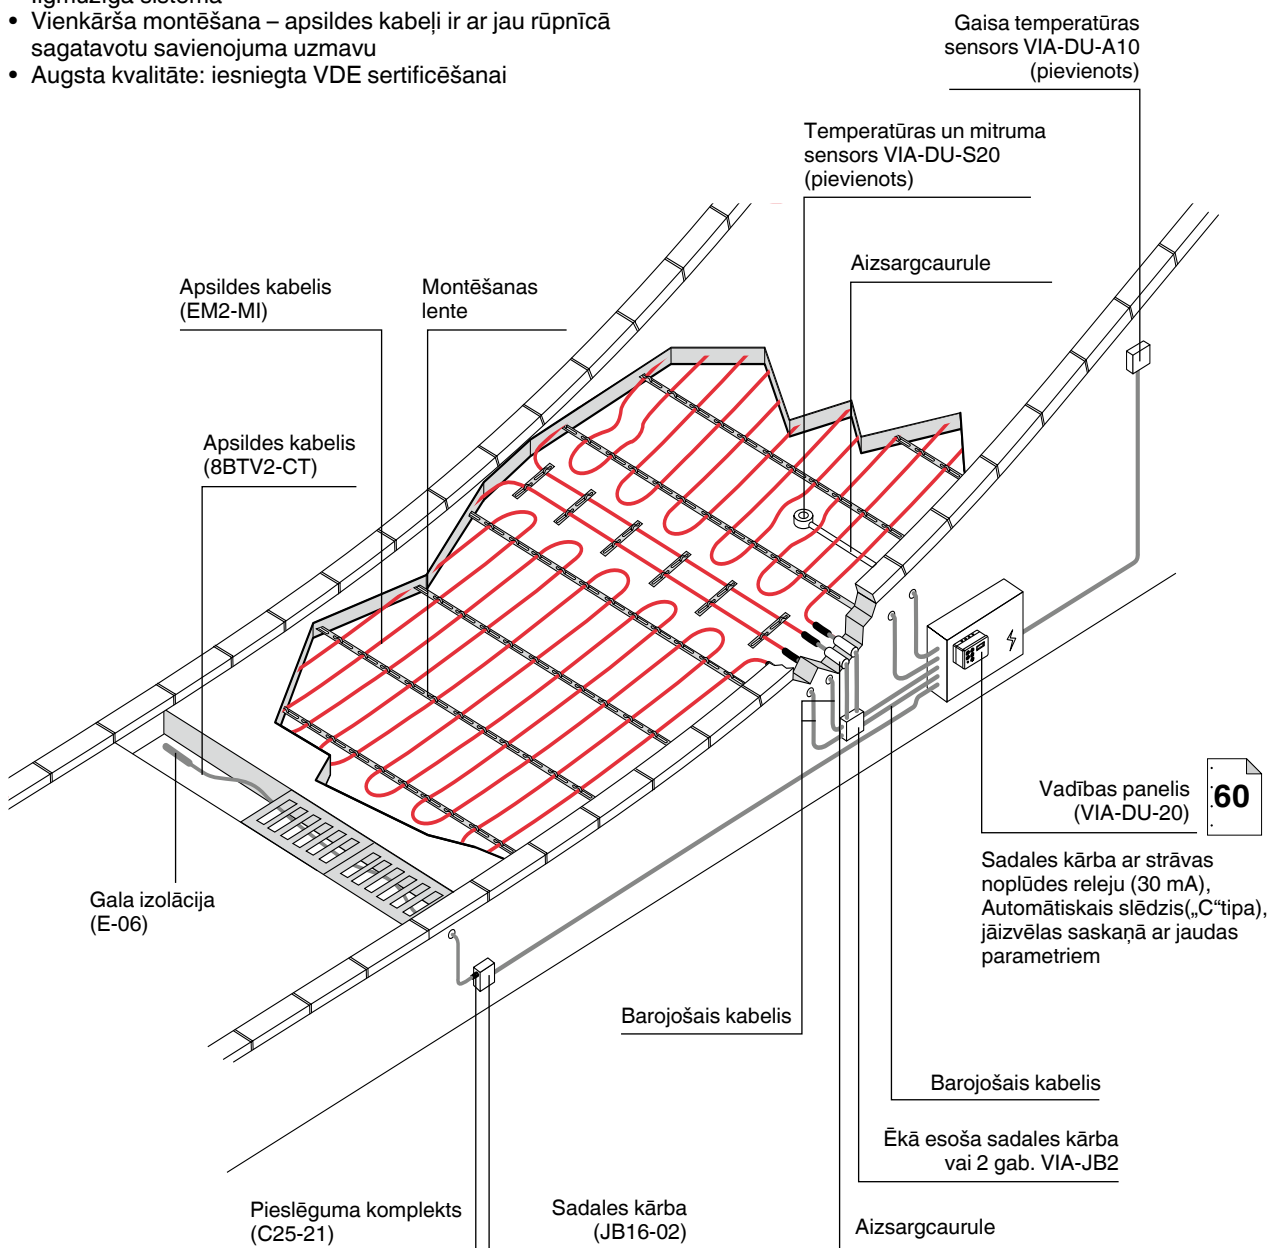 ilgmūžīga sistēma
• Vienkārša montēšana – apsildes kabeļi ir ar jau rūpnīcā
sagatavotu savienojuma uzmavu
• Augsta kvalitāte: iesniegta VDE sertificēšanai
Gaisa temperatūras
sensors VIA-DU-A10
(pievienots)
Temperatūras un mitruma
sensors VIA-DU-S20
(pievienots)
Aizsargcaurule
Apsildes kabelis
(EM2-MI)
Montēšanas
lente
Apsildes kabelis
(8BTV2-CT)
Vadības panelis
(VIA-DU-20)
60
Sadales kārba ar strāvas
noplūdes releju (30 mA),
Automātiskais slēdzis(„C“tipa),
jāizvēlas saskaņā ar jaudas
parametriem
Gala izolācija
(E-06)
Barojošais kabelis
Barojošais kabelis
Ēkā esoša sadales kārba
vai 2 gab. VIA-JB2
Pieslēguma komplekts
(C25-21)
Sadales kārba
(JB16-02)
Aizsargcaurule